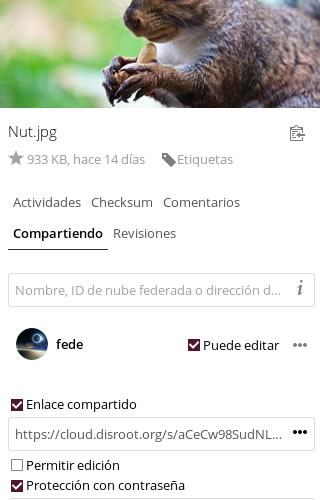 Nut.jpg
933 KB, hace 14 días Etiquetas
Actividades Checksum Comentarios
Compartiendo Revisiones
Nombre, ID de nube federada o dirección d... i
fede Puede editar
Enlace compartido
https://cloud.disroot.org/s/aCeCw98SudNL...
Permitir edición
Protección con contraseña